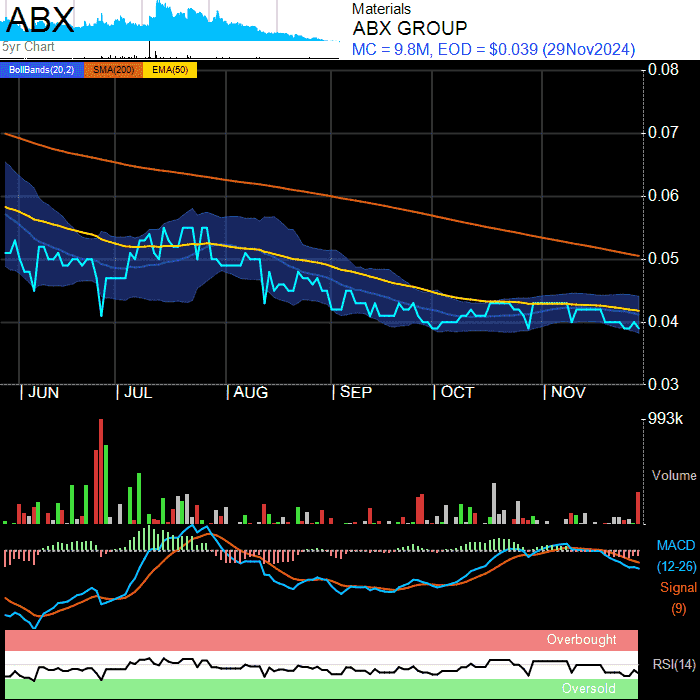 ABX
5yr Chart
Materials
ABX GROUP
MC = 9.8M, EOD = $0.039 (29Nov2024)
BollBands(20,2) SMA(200) EMA(50)
0.08
0.07
0.06
0.05
0.04
0.03
JUN JUL AUG SEP OCT NOV
993k
Volume
MACD
(12-26)
Signal
(9)
Overbought
RSI(14)
Oversold